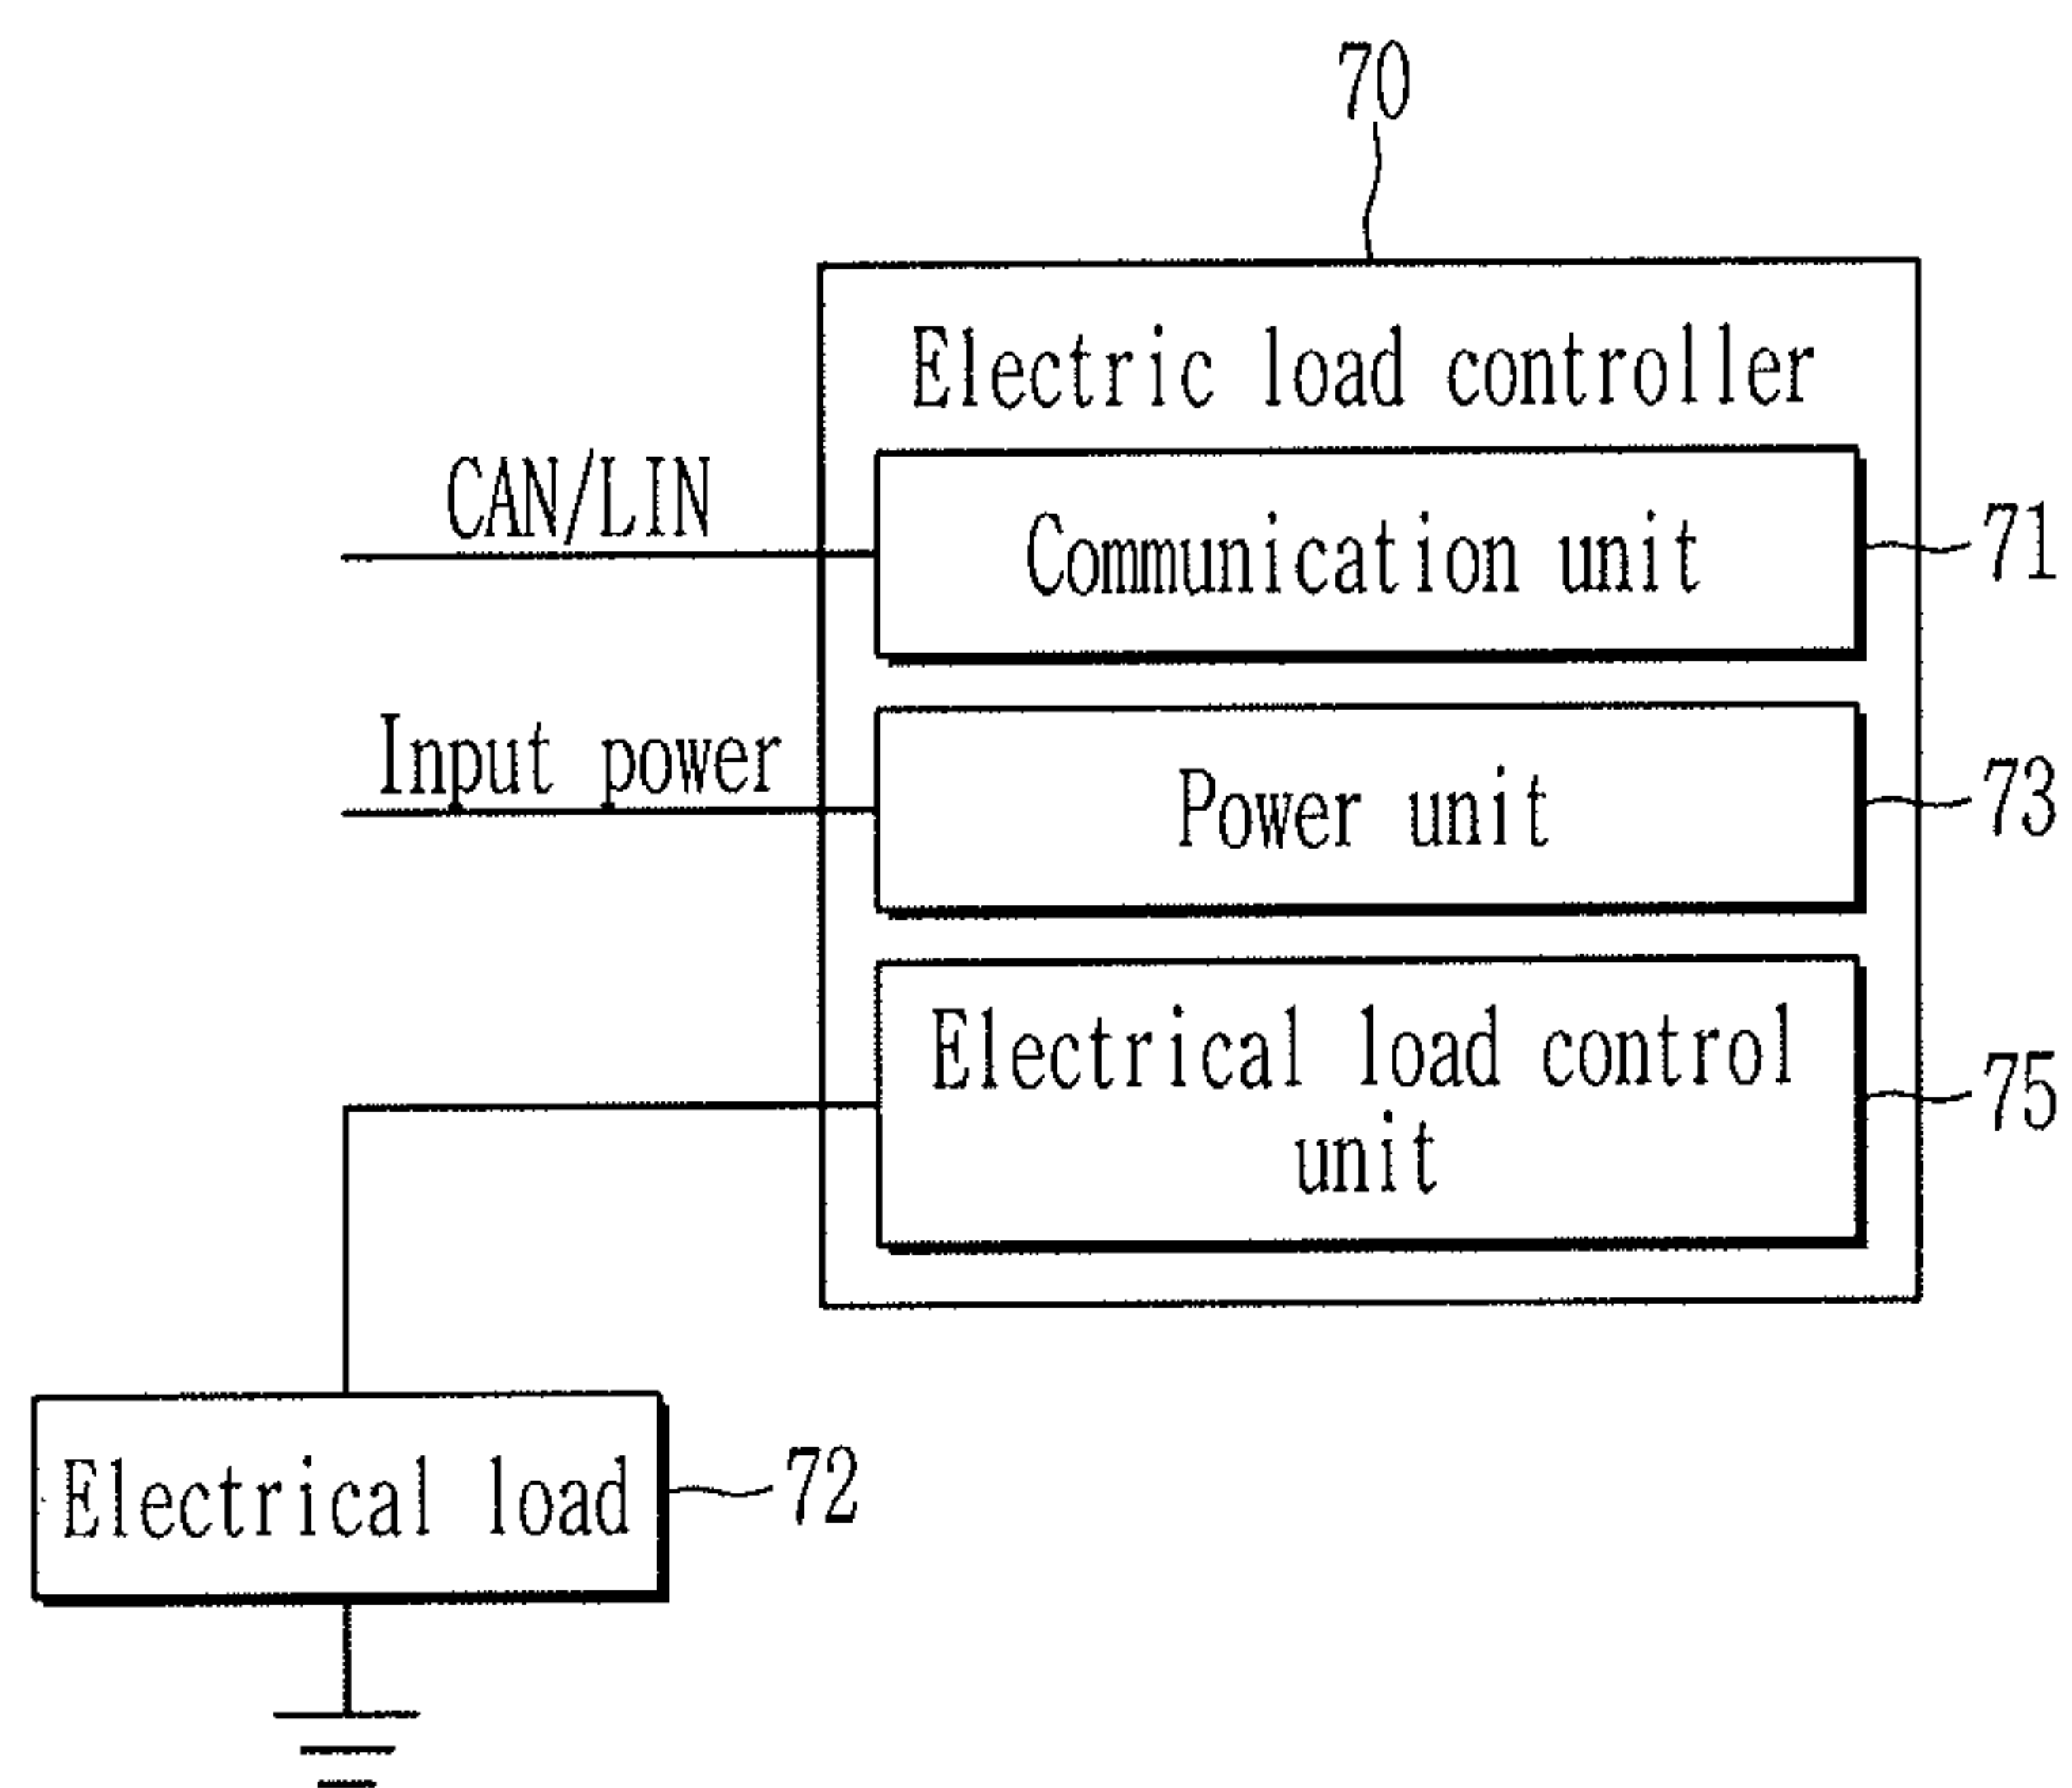 70
Electric load controller
CAN/LIN
Communication unit
71
Input power
Power unit
73
Electrical load control
unit
75
Electrical load
72